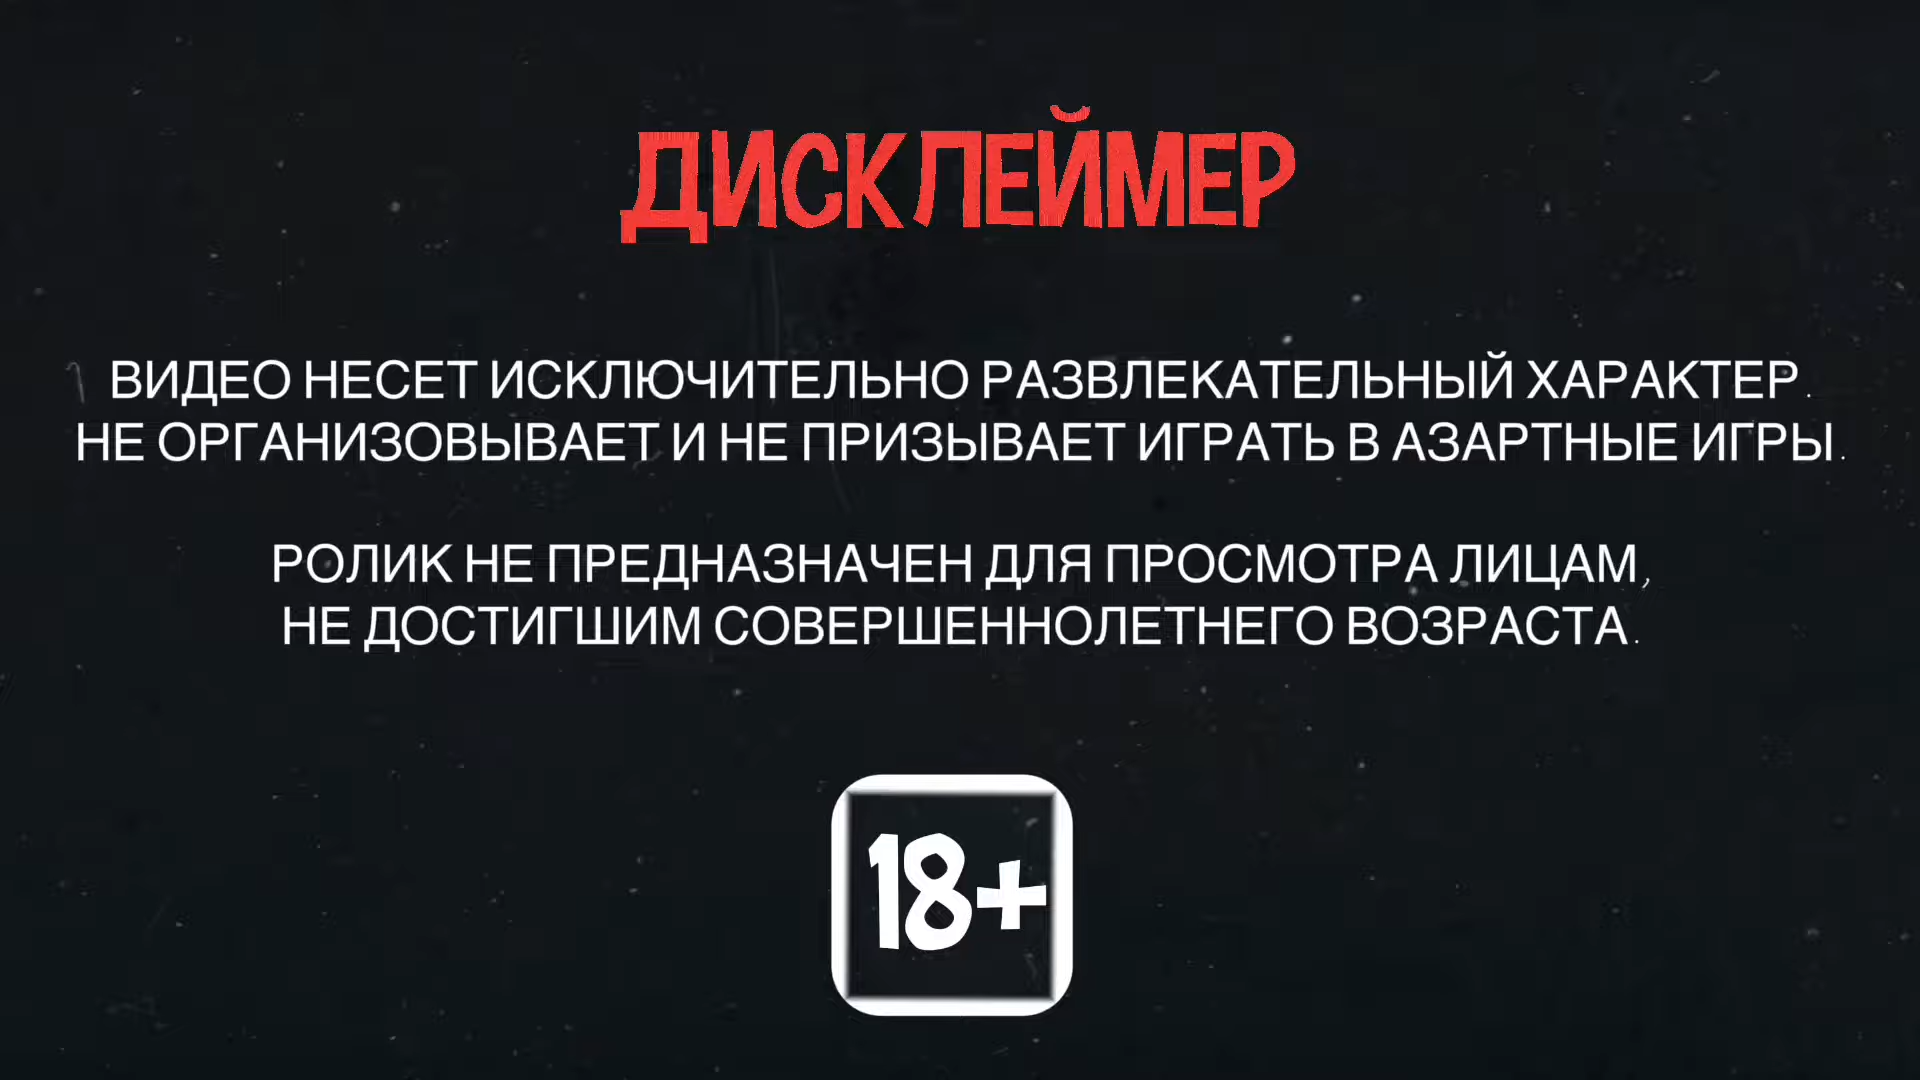 ДИСКЛЕЙМЕР
ВИДЕО НЕСЕТ ИСКЛЮЧИТЕЛЬНО РАЗВЛЕКАТЕЛЬНЫЙ ХАРАКТЕР.
НЕ ОРГАНИЗОВЫВАЕТ И НЕ ПРИЗЫВАЕТ ИГРАТЬ В АЗАРТНЫЕ ИГРЫ.
РОЛИК НЕ ПРЕДНАЗНАЧЕН ДЛЯ ПРОСМОТРА ЛИЦАМ,
НЕ ДОСТИГШИМ СОВЕРШЕННОЛЕТНЕГО ВОЗРАСТА.
18+